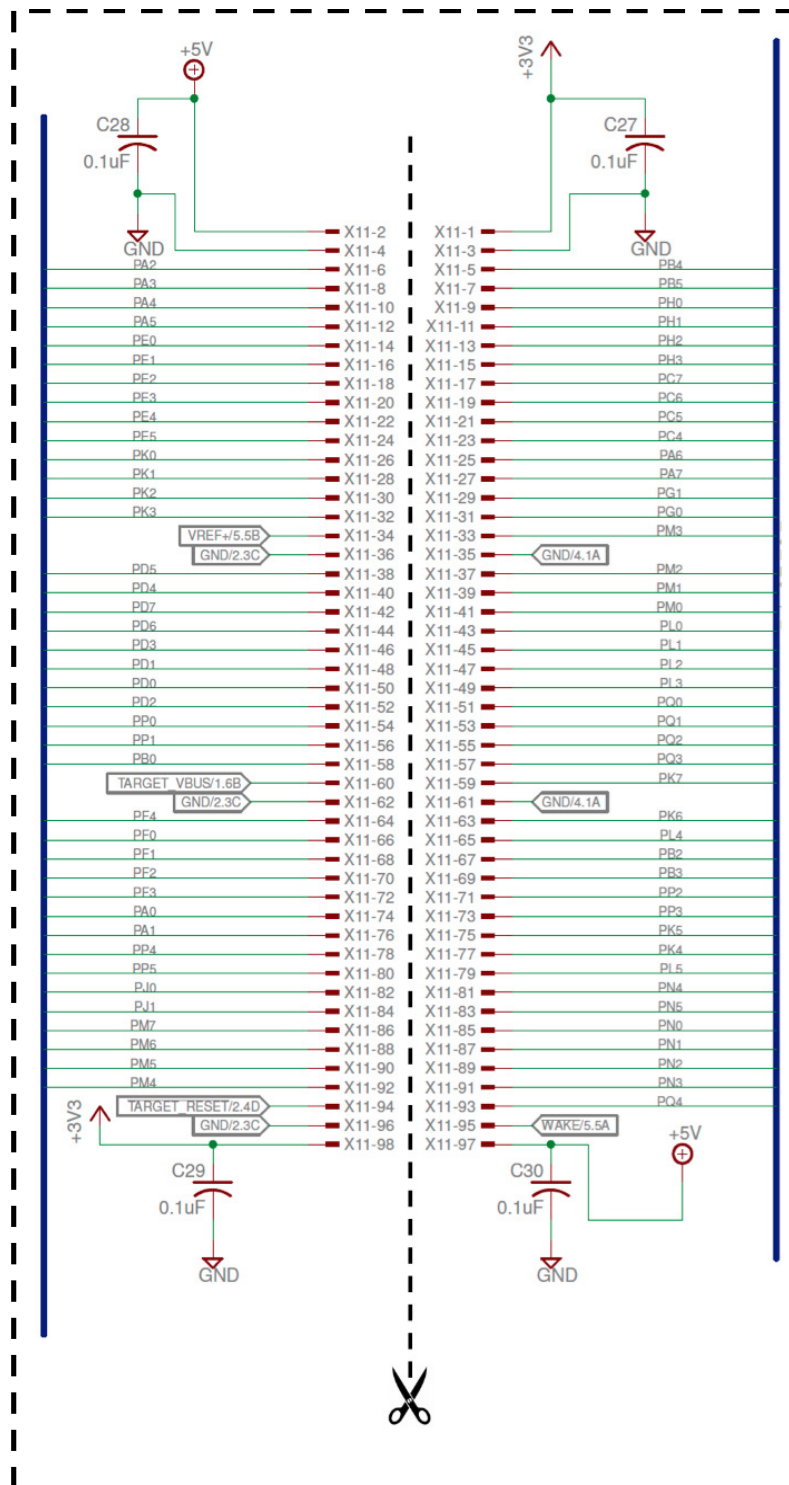 +5V
+3V3
C28
0.1uF
C27
0.1uF
GND
GND
X11-2
X11-1
X11-4
X11-3
PA2 X11-6
X11-5 PB4
PA3 X11-8
X11-7 PB5
PA4 X11-10
X11-9 PH0
PA5 X11-12
X11-11 PH1
PE0 X11-14
X11-13 PH2
PE1 X11-16
X11-15 PH3
PE2 X11-18
X11-17 PC7
PE3 X11-20
X11-19 PC6
PE4 X11-22
X11-21 PC5
PE5 X11-24
X11-23 PC4
PK0 X11-26
X11-25 PA6
PK1 X11-28
X11-27 PA7
PK2 X11-30
X11-29 PG1
PK3 X11-32
X11-31 PG0
VREF+/5.5B X11-34
X11-33 PM3
GND/2.3C X11-36
X11-35 GND/4.1A
PD5 X11-38
X11-37 PM2
PD4 X11-40
X11-39 PM1
PD7 X11-42
X11-41 PM0
PD6 X11-44
X11-43 PL0
PD3 X11-46
X11-45 PL1
PD1 X11-48
X11-47 PL2
PD0 X11-50
X11-49 PL3
PD2 X11-52
X11-51 PQ0
PP0 X11-54
X11-53 PQ1
PP1 X11-56
X11-55 PQ2
PB0 X11-58
X11-57 PQ3
TARGET_VBUS/1.6B X11-60
X11-59 PK7
GND/2.3C X11-62
X11-61 GND/4.1A
PF4 X11-64
X11-63 PK6
PF0 X11-66
X11-65 PL4
PF1 X11-68
X11-67 PB2
PF2 X11-70
X11-69 PB3
PF3 X11-72
X11-71 PP2
PA0 X11-74
X11-73 PP3
PA1 X11-76
X11-75 PK5
PP4 X11-78
X11-77 PK4
PP5 X11-80
X11-79 PL5
PJ0 X11-82
X11-81 PN4
PJ1 X11-84
X11-83 PN5
PM7 X11-86
X11-85 PN0
PM6 X11-88
X11-87 PN1
PM5 X11-90
X11-89 PN2
PM4 X11-92
X11-91 PN3
TARGET_RESET/2.4D X11-94
X11-93 PQ4
GND/2.3C X11-96
X11-95 WAKE/5.5A
+3V3
X11-98
X11-97
+5V
C29
0.1uF
C30
0.1uF
GND
GND